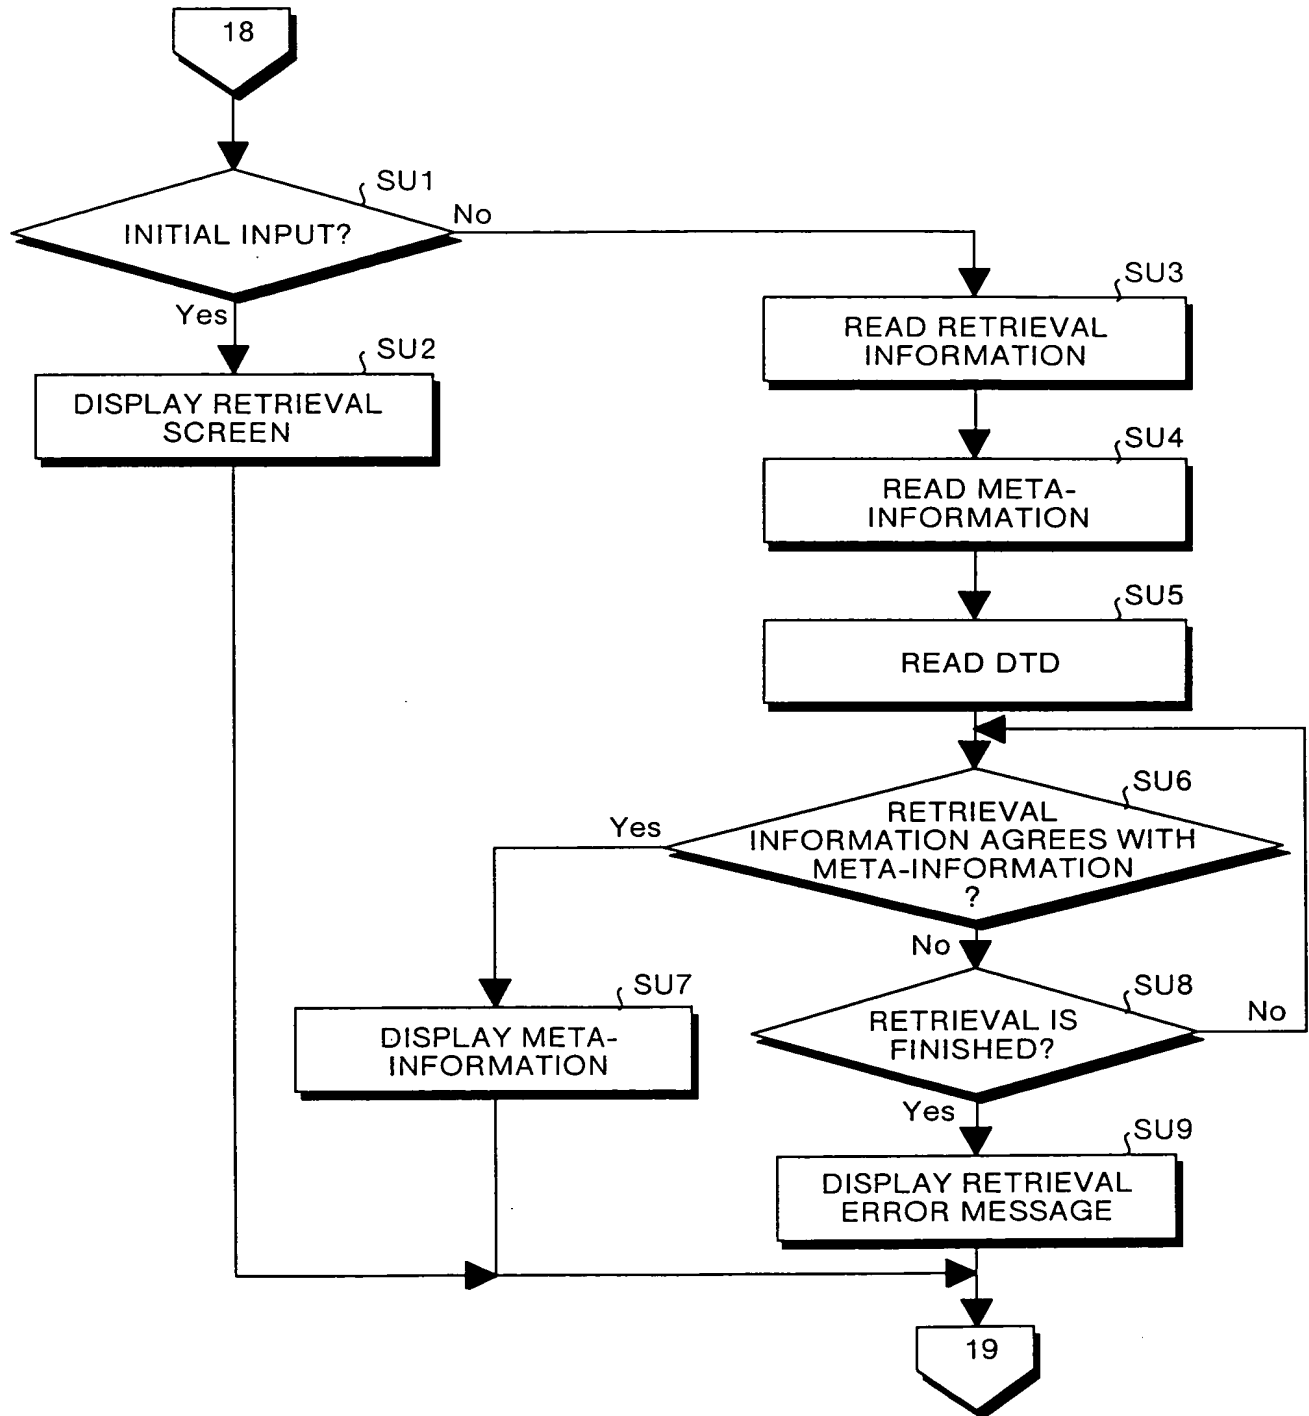 18
SU1
INITIAL INPUT?
No
Yes
SU2
DISPLAY RETRIEVAL
SCREEN
SU3
READ RETRIEVAL
INFORMATION
SU4
READ META-
INFORMATION
SU5
READ DTD
SU6
RETRIEVAL
INFORMATION AGREES WITH
META-INFORMATION
?
Yes
No
SU7
DISPLAY META-
INFORMATION
SU8
RETRIEVAL IS
FINISHED?
No
Yes
SU9
DISPLAY RETRIEVAL
ERROR MESSAGE
19